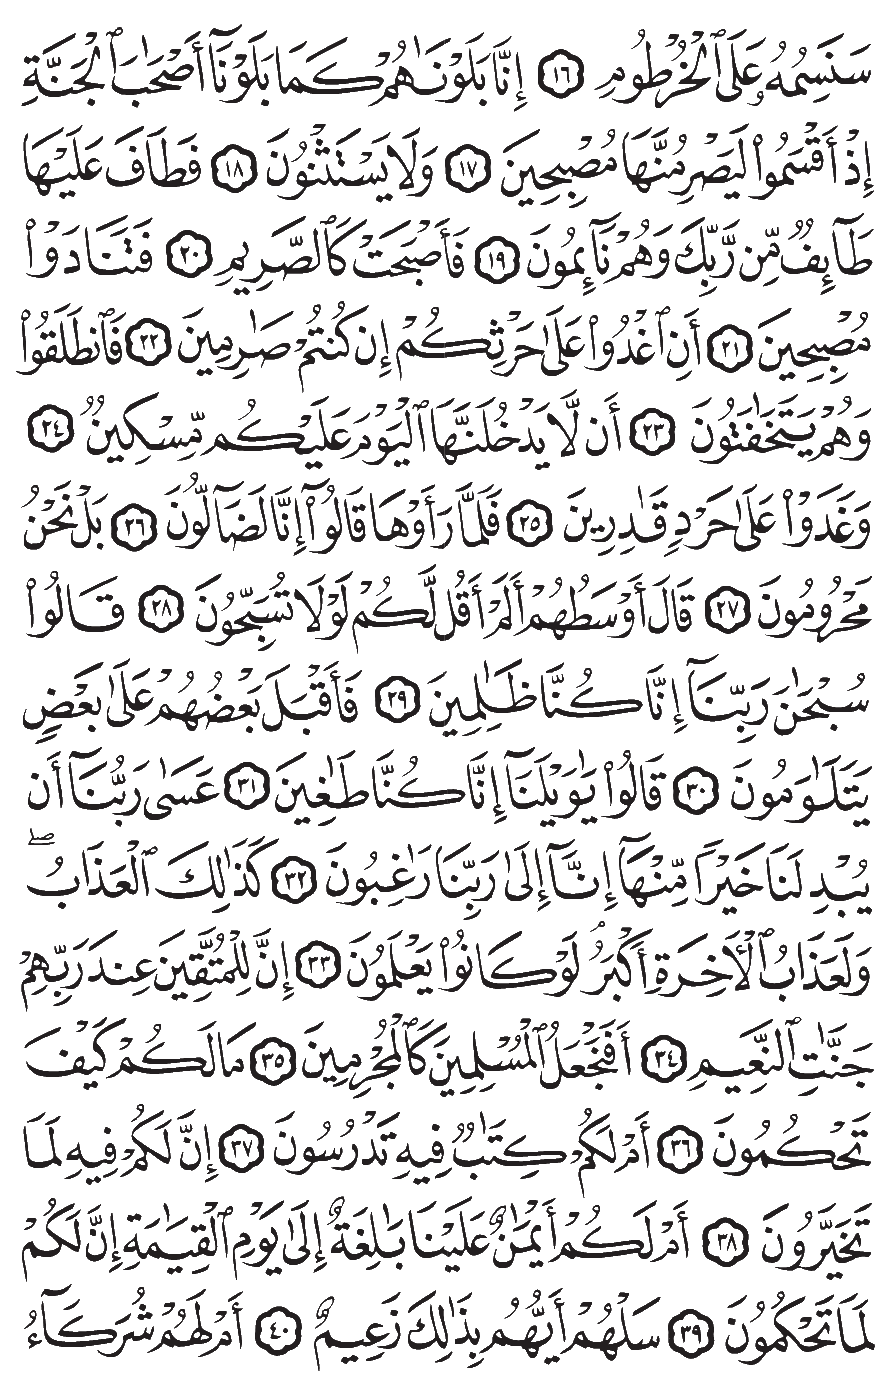 سَنَسِمُهُۥ عَلَى ٱلْخُرْطُومِ ١٦ إِنَّا بَلَوْنَٰهُمْ كَمَا بَلَوْنَآ أَصْحَٰبَ ٱلْجَنَّةِ
إِذْ أَقْسَمُوا۟ لَيَصْرِمُنَّهَا مُصْبِحِينَ ١٧ وَلَا يَسْتَثْنُونَ ١٨ فَطَافَ عَلَيْهَا
طَآئِفٌ مِّن رَّبِّكَ وَهُمْ نَآئِمُونَ ١٩ فَأَصْبَحَتْ كَٱلصَّرِيمِ ٢٠ فَتَنَادَوْا۟
مُصْبِحِينَ ٢١ أَنِ ٱغْدُوا۟ عَلَىٰ حَرْثِكُمْ إِن كُنتُمْ صَٰرِمِينَ ٢٢ فَٱنطَلَقُوا۟
وَهُمْ يَتَخَٰفَتُونَ ٢٣ أَن لَّا يَدْخُلَنَّهَا ٱلْيَوْمَ عَلَيْكُم مِّسْكِينٌ ٢٤
وَغَدَوْا۟ عَلَىٰ حَرْدٍ قَٰدِرِينَ ٢٥ فَلَمَّا رَأَوْهَا قَالُوٓا۟ إِنَّا لَضَآلُّونَ ٢٦ بَلْ نَحْنُ
مَحْرُومُونَ ٢٧ قَالَ أَوْسَطُهُمْ أَلَمْ أَقُل لَّكُمْ لَوْلَا تُسَبِّحُونَ ٢٨ قَالُوا۟
سُبْحَٰنَ رَبِّنَآ إِنَّا كُنَّا ظَٰلِمِينَ ٢٩ فَأَقْبَلَ بَعْضُهُمْ عَلَىٰ بَعْضٍ
يَتَلَٰوَمُونَ ٣٠ قَالُوا۟ يَٰوَيْلَنَآ إِنَّا كُنَّا طَٰغِينَ ٣١ عَسَىٰ رَبُّنَآ أَن
يُبْدِلَنَا خَيْرًا مِّنْهَآ إِنَّآ إِلَىٰ رَبِّنَا رَٰغِبُونَ ٣٢ كَذَٰلِكَ ٱلْعَذَابُ ۖ
وَلَعَذَابُ ٱلْءَاخِرَةِ أَكْبَرُ ۚ لَوْ كَانُوا۟ يَعْلَمُونَ ٣٣ إِنَّ لِلْمُتَّقِينَ عِندَ رَبِّهِمْ
جَنَّٰتِ ٱلنَّعِيمِ ٣٤ أَفَنَجْعَلُ ٱلْمُسْلِمِينَ كَٱلْمُجْرِمِينَ ٣٥ مَا لَكُمْ كَيْفَ
تَحْكُمُونَ ٣٦ أَمْ لَكُمْ كِتَٰبٌ فِيهِ تَدْرُسُونَ ٣٧ إِنَّ لَكُمْ فِيهِ لَمَا
تَخَيَّرُونَ ٣٨ أَمْ لَكُمْ أَيْمَٰنٌ عَلَيْنَا بَٰلِغَةٌ إِلَىٰ يَوْمِ ٱلْقِيَٰمَةِ إِنَّ لَكُمْ
لَمَا تَحْكُمُونَ ٣٩ سَلْهُمْ أَيُّهُم بِذَٰلِكَ زَعِيمٌ ٤٠ أَمْ لَهُمْ شُرَكَآءُ